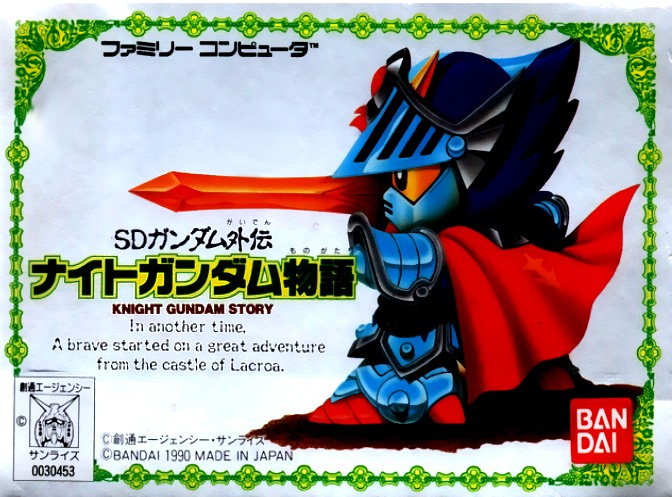 ファミリー コンピュータ™
がいでん
SDガンダム外伝
ものがたり
ナイトガンダム物語
KNIGHT GUNDAM STORY
In another time,
A brave started on a great adventure
from the castle of Lacroa.
創通エージェンシー
©
サンライズ
0030453
©創通エージェンシー・サンライズ
©BANDAI 1990 MADE IN JAPAN
BAN
DAI